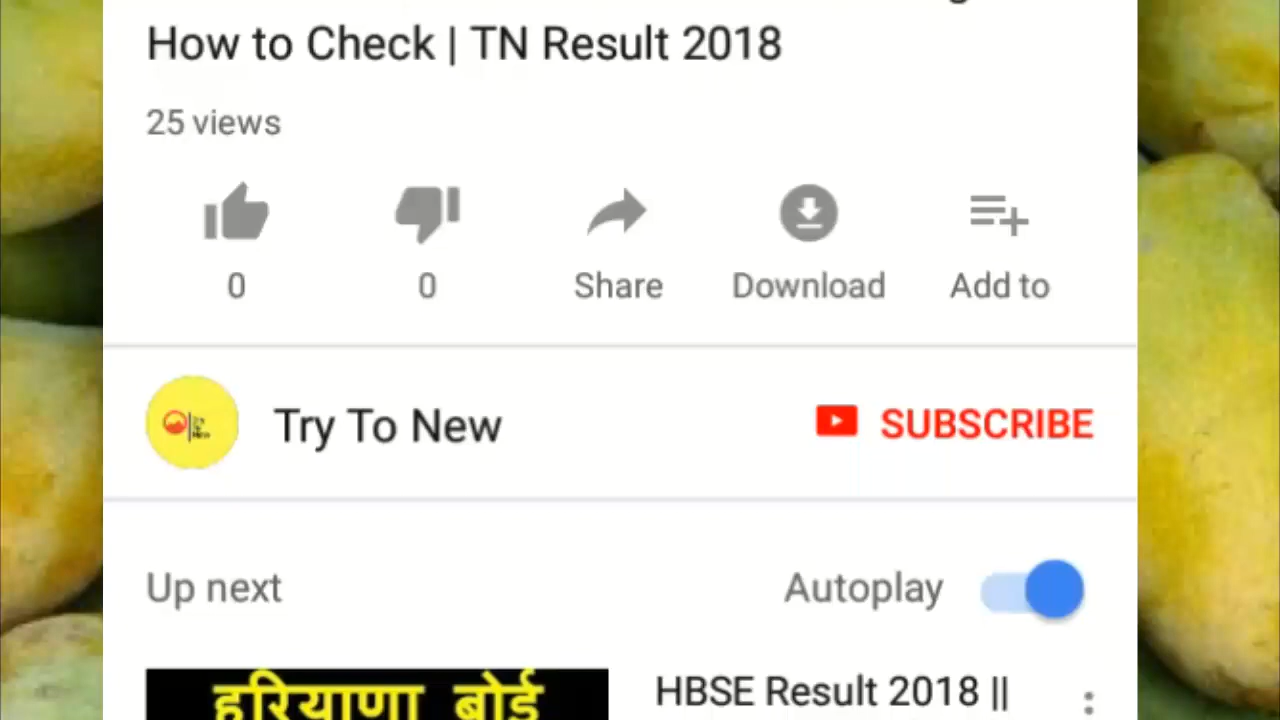 How to Check | TN Result 2018
25 views
0 0 Share Download Add to
Try To New SUBSCRIBE
Up next Autoplay
हरियाणा बोर्ड HBSE Result 2018 ||